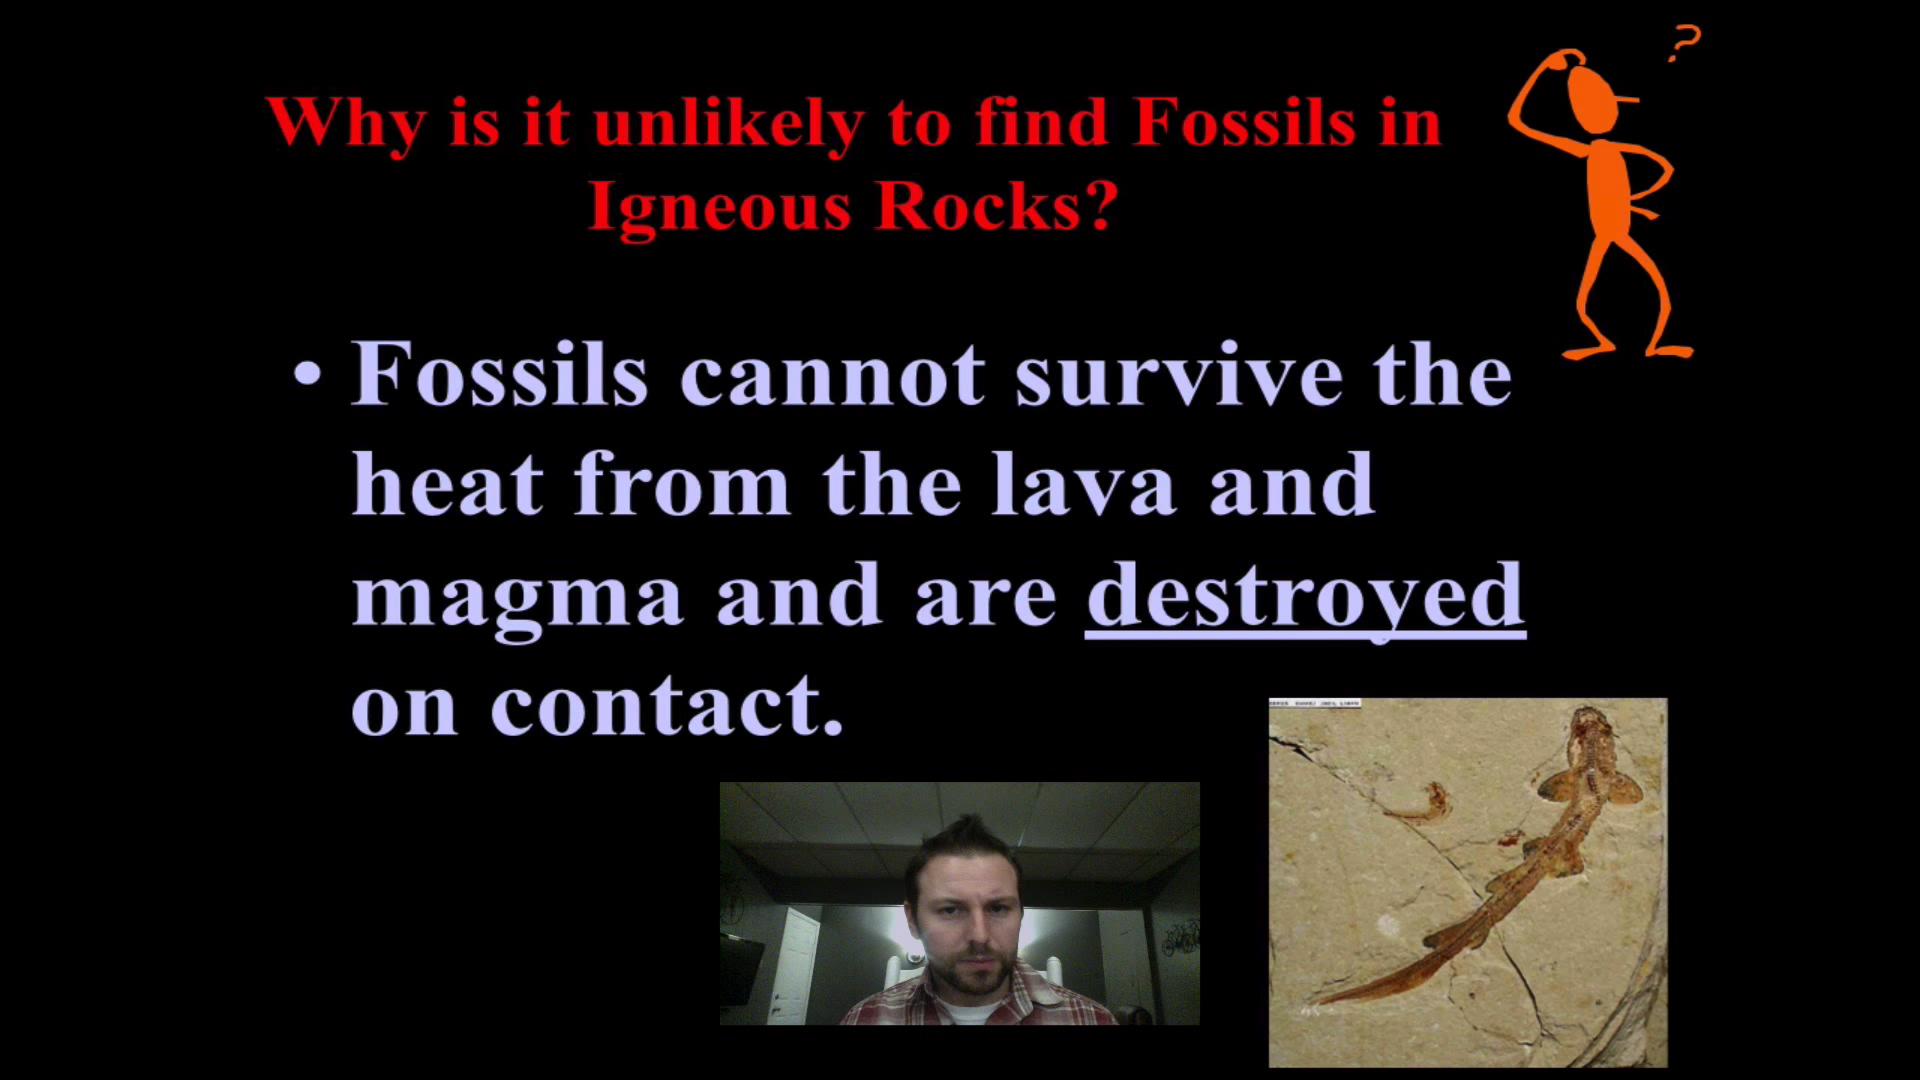 Why is it unlikely to find Fossils in
Igneous Rocks?
?
• Fossils cannot survive the
heat from the lava and
magma and are destroyed
on contact.